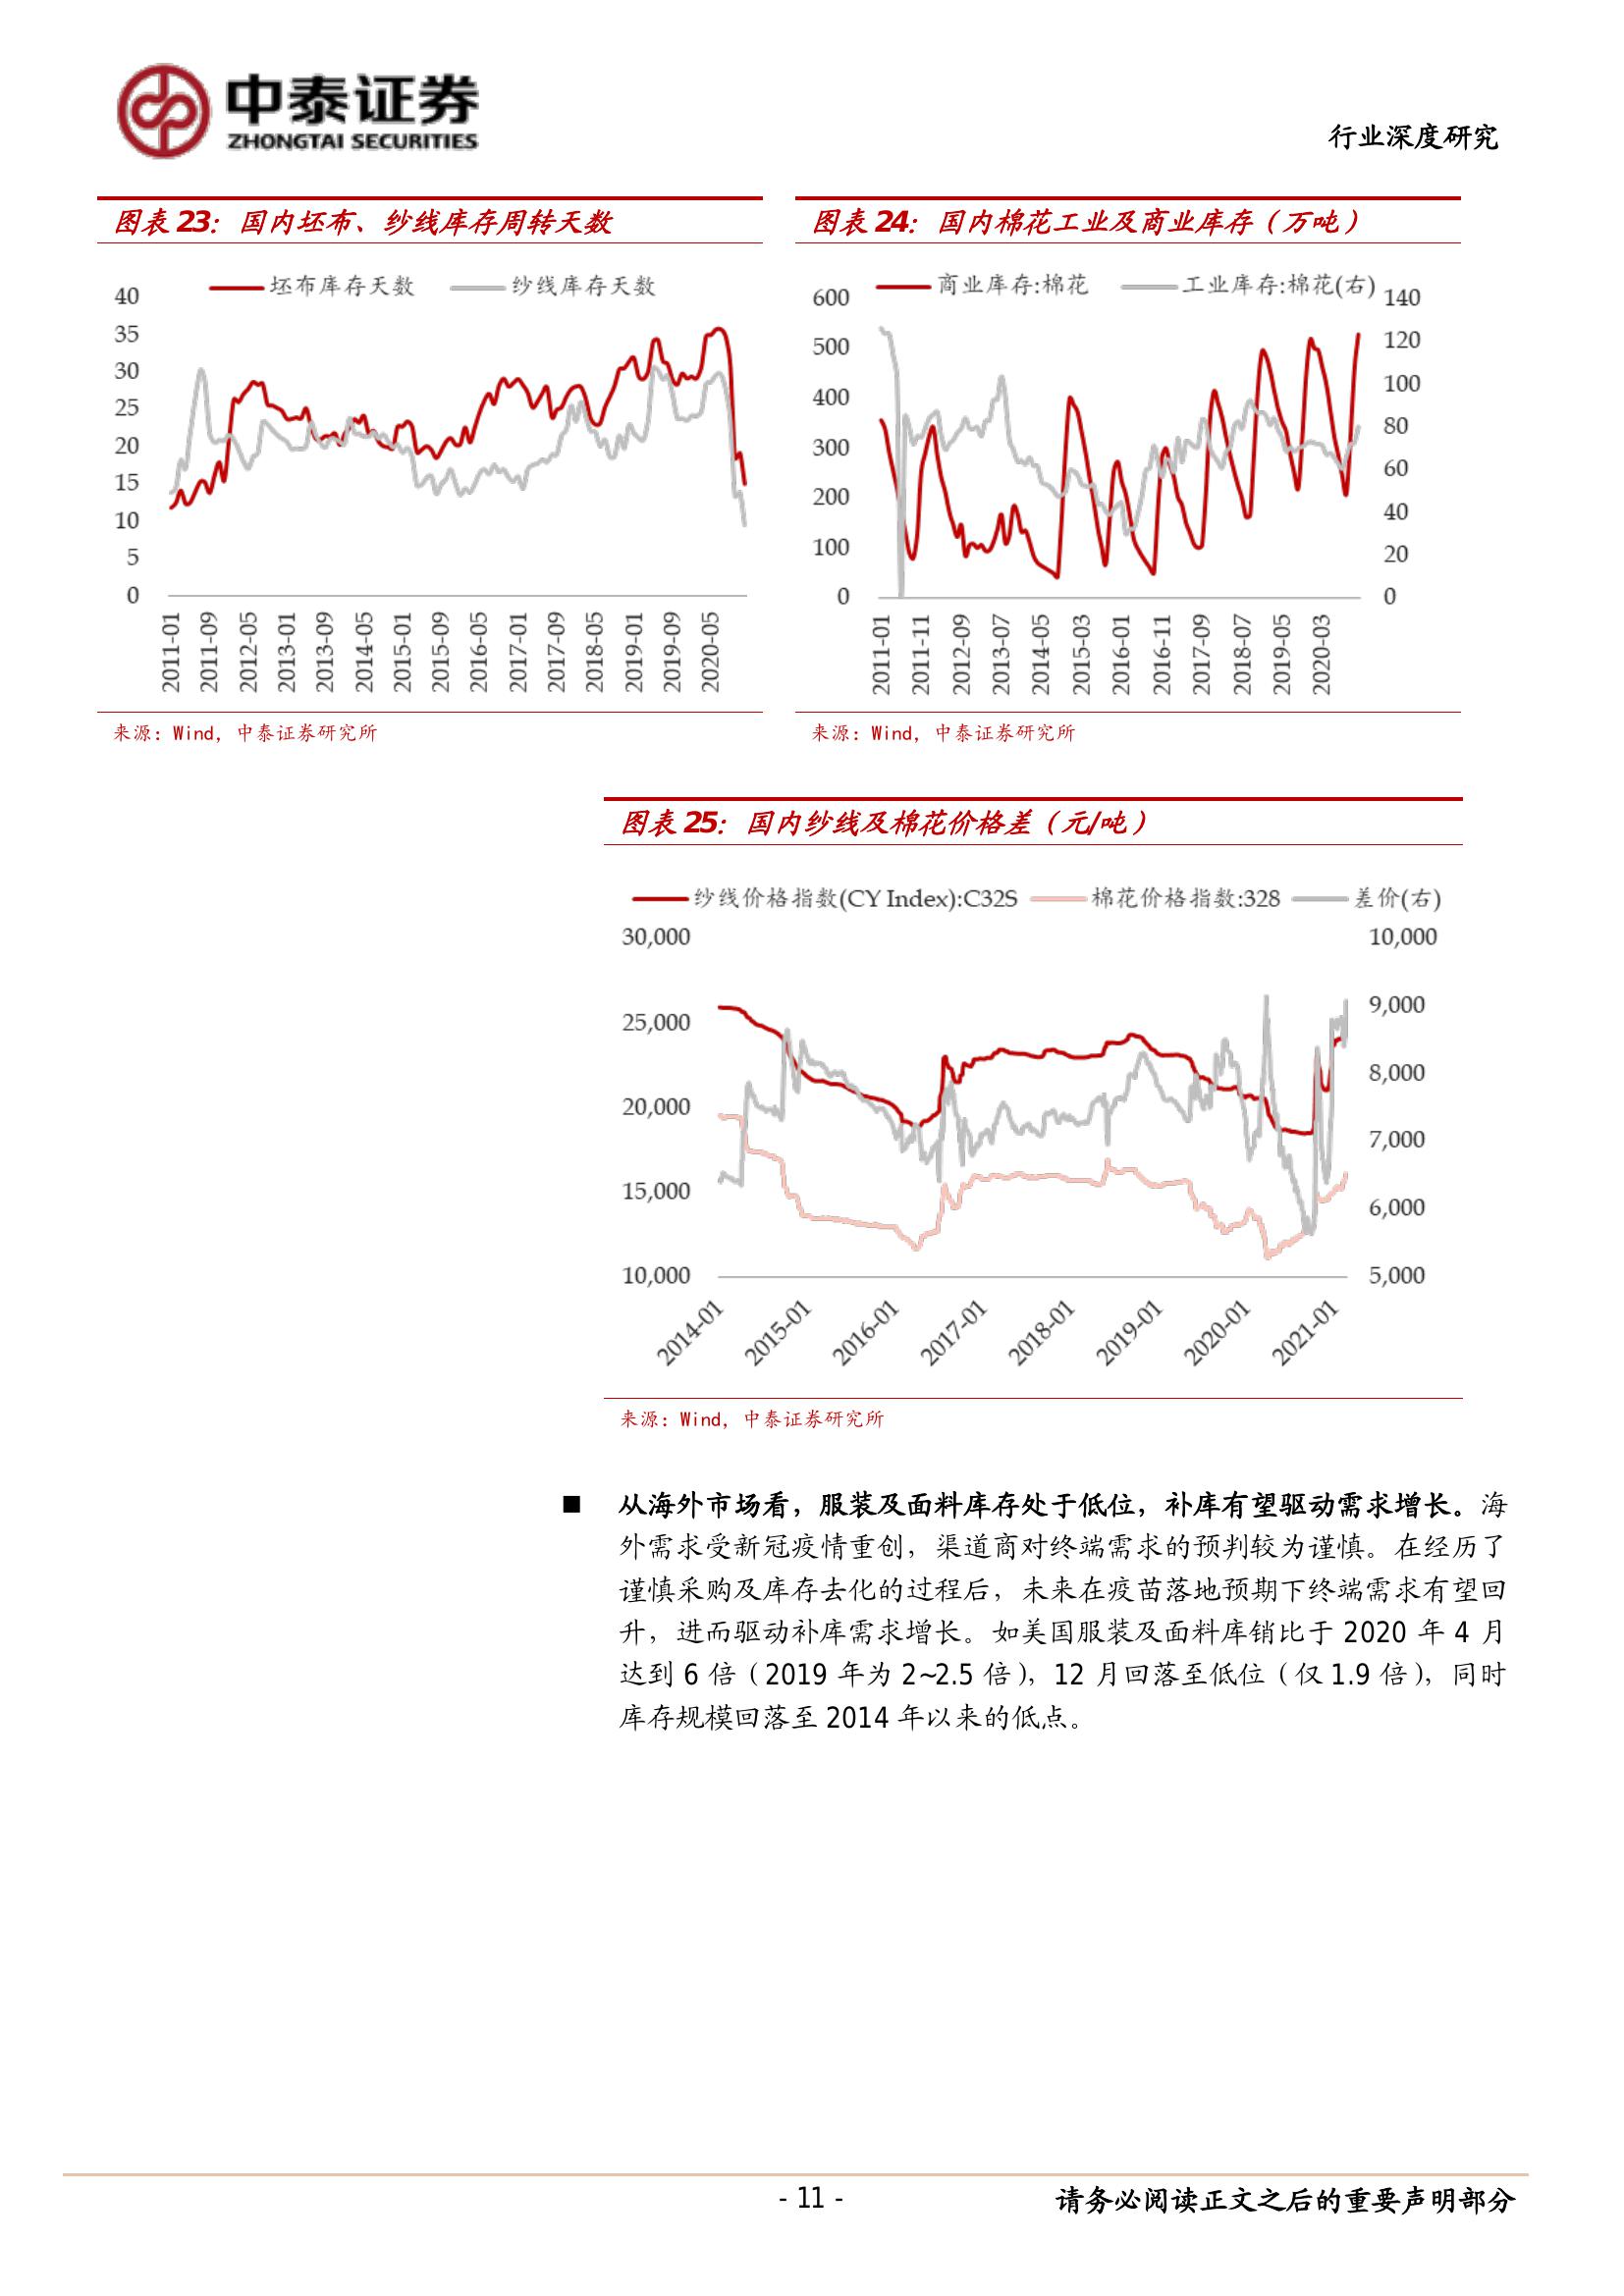 中泰证券
ZHONGTAI SECURITIES
行业深度研究
图表 23：国内坯布、纱线库存周转天数
坯布库存天数 纱线库存天数
40
35
30
25
20
15
10
5
0
2011-01 2011-09 2012-05 2013-01 2013-09 2014-05 2015-01 2015-09 2016-05 2017-01 2017-09 2018-05 2019-01 2019-09 2020-05
来源：Wind，中泰证券研究所
图表 24：国内棉花工业及商业库存（万吨）
商业库存:棉花 工业库存:棉花(右)
600
500
400
300
200
100
0
140
120
100
80
60
40
20
0
2011-01 2011-11 2012-09 2013-07 2014-05 2015-03 2016-01 2016-11 2017-09 2018-07 2019-05 2020-03
来源：Wind，中泰证券研究所
图表 25：国内纱线及棉花价格差（元/吨）
纱线价格指数(CY Index):C32S 棉花价格指数:328 差价(右)
30,000
25,000
20,000
15,000
10,000
10,000
9,000
8,000
7,000
6,000
5,000
2014-01 2015-01 2016-01 2017-01 2018-01 2019-01 2020-01 2021-01
来源：Wind，中泰证券研究所
■ 从海外市场看，服装及面料库存处于低位，补库有望驱动需求增长。海
外需求受新冠疫情重创，渠道商对终端需求的预判较为谨慎。在经历了
谨慎采购及库存去化的过程后，未来在疫苗落地预期下终端需求有望回
升，进而驱动补库需求增长。如美国服装及面料库销比于 2020 年 4 月
达到 6 倍（2019 年为 2~2.5 倍），12 月回落至低位（仅 1.9 倍），同时
库存规模回落至 2014 年以来的低点。
- 11 -
请务必阅读正文之后的重要声明部分